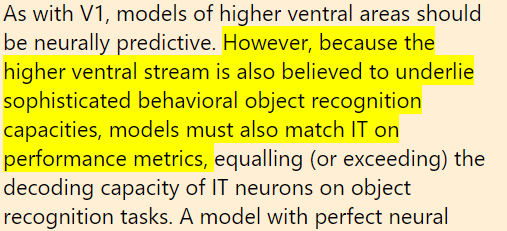 As with V1, models of higher ventral areas should
be neurally predictive. However, because the
higher ventral stream is also believed to underlie
sophisticated behavioral object recognition
capacities, models must also match IT on
performance metrics, equalling (or exceeding) the
decoding capacity of IT neurons on object
recognition tasks. A model with perfect neural